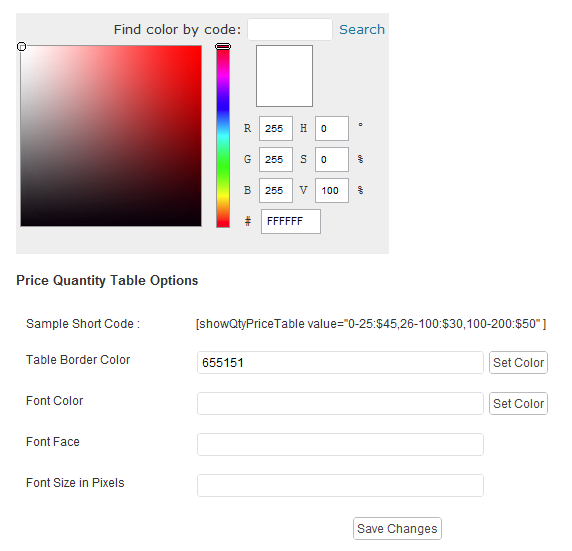 Find color by code: Search
R 255 H 0 °
G 255 S 0 %
B 255 V 100 %
# FFFFFF
Price Quantity Table Options
Sample Short Code : [showQtyPriceTable value="0-25:$45,26-100:$30,100-200:$50" ]
Table Border Color 655151 Set Color
Font Color Set Color
Font Face
Font Size in Pixels
Save Changes